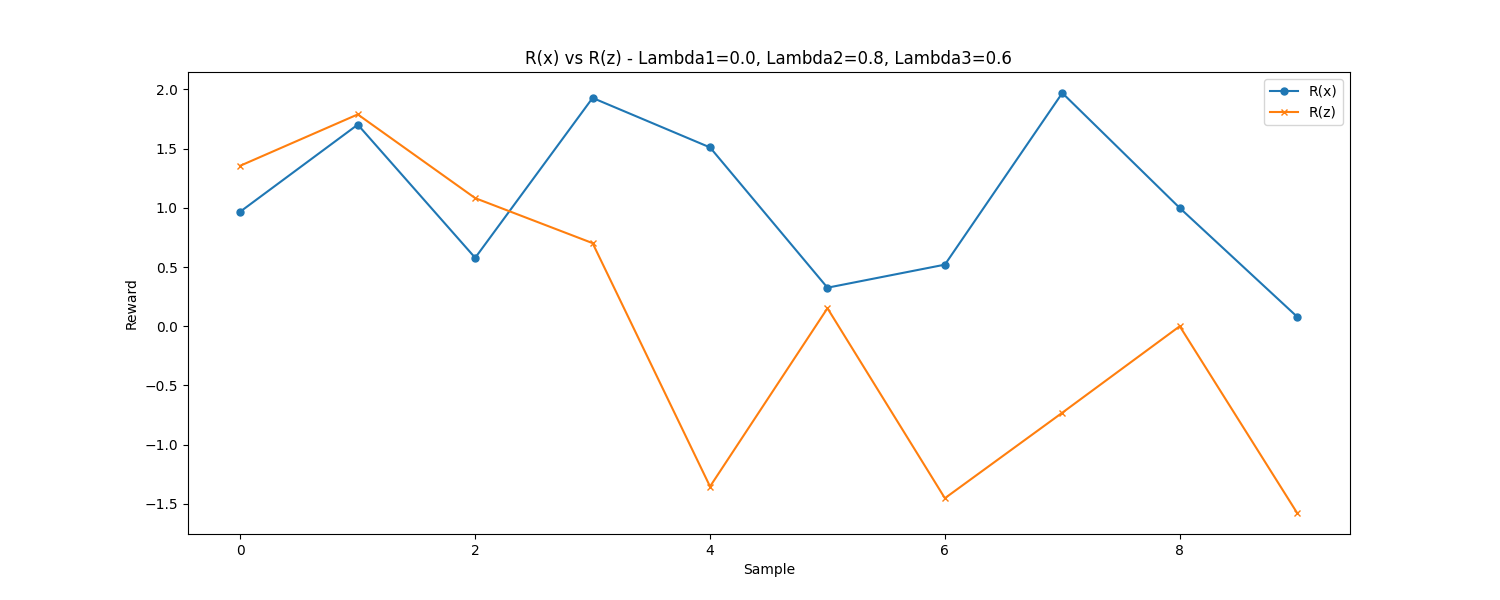 R(x) vs R(z) - Lambda1=0.0, Lambda2=0.8, Lambda3=0.6
R(x)
R(z)
2.0
1.5
1.0
0.5
0.0
−0.5
−1.0
−1.5
Reward
0 2 4 6 8
Sample